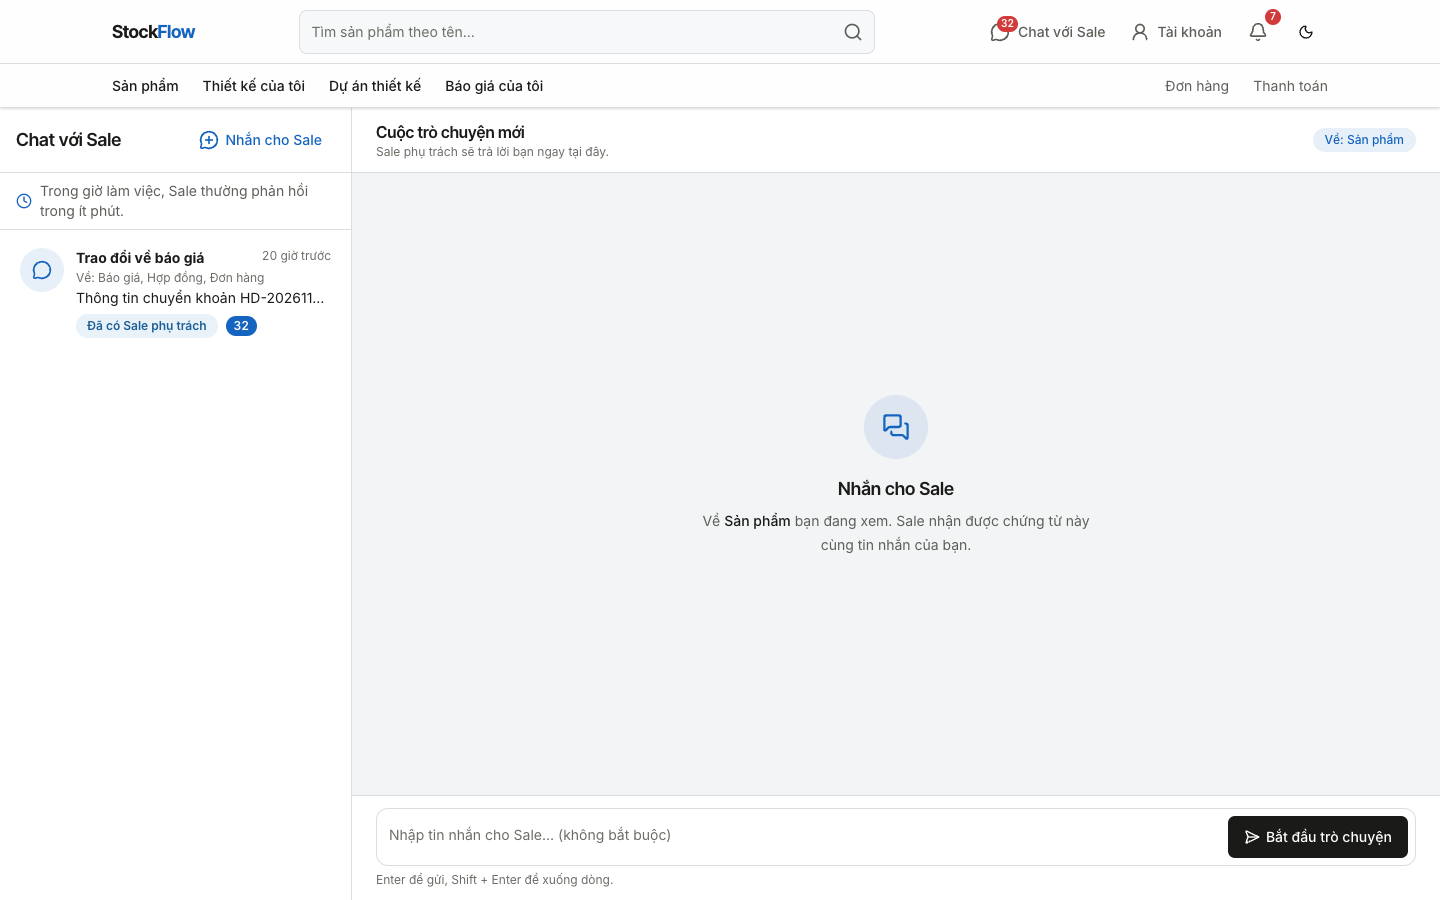 StockFlow
Tìm sản phẩm theo tên...
32
Chat với Sale
Tài khoản
7
Sản phẩm
Thiết kế của tôi
Dự án thiết kế
Báo giá của tôi
Đơn hàng
Thanh toán
Chat với Sale
Nhắn cho Sale
Trong giờ làm việc, Sale thường phản hồi
trong ít phút.
Trao đổi về báo giá
20 giờ trước
Về: Báo giá, Hợp đồng, Đơn hàng
Thông tin chuyển khoản HD-202611...
Đã có Sale phụ trách
32
Cuộc trò chuyện mới
Sale phụ trách sẽ trả lời bạn ngay tại đây.
Về: Sản phẩm
Nhắn cho Sale
Về Sản phẩm bạn đang xem. Sale nhận được chứng từ này
cùng tin nhắn của bạn.
Nhập tin nhắn cho Sale... (không bắt buộc)
Bắt đầu trò chuyện
Enter để gửi, Shift + Enter để xuống dòng.